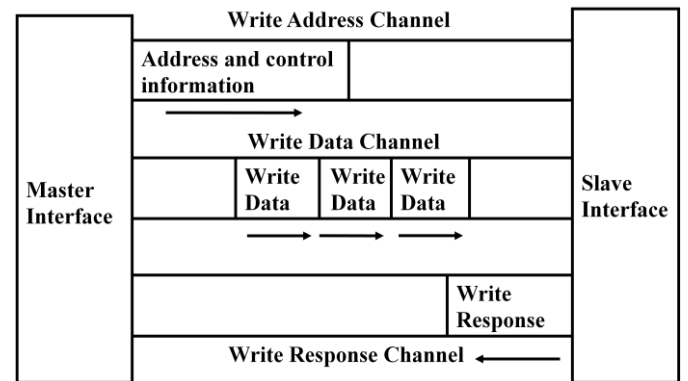 Write Address Channel
Address and control
information
Write Data Channel
Write
Data
Write
Data
Write
Data
Master
Interface
Slave
Interface
Write
Response
Write Response Channel